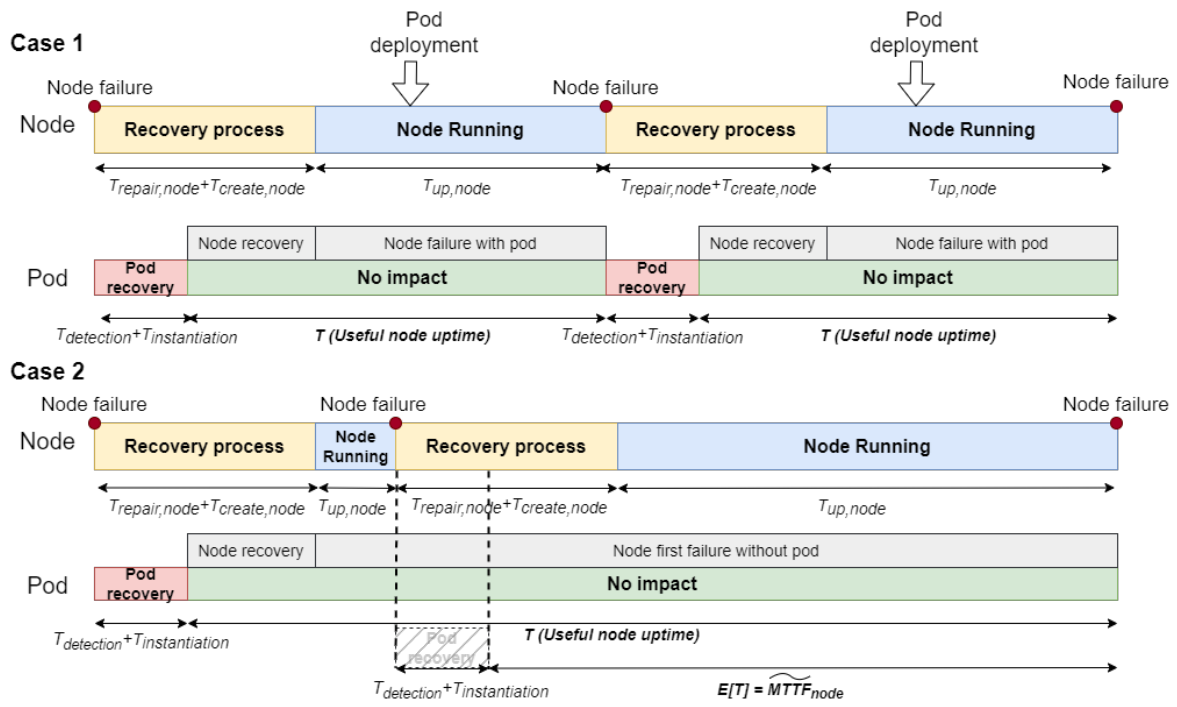 Case 1
Pod
deployment
Pod
deployment
Node failure
Node failure
Node failure
Node
Recovery process
Node Running
Recovery process
Node Running
Trepair,node+Tcreate,node
Tup,node
Trepair,node+Tcreate,node
Tup,node
Node recovery
Node failure with pod
Node recovery
Node failure with pod
Pod
Pod
recovery
No impact
Pod
recovery
No impact
Tdetection+Tinstantiation
T (Useful node uptime)
Tdetection+Tinstantiation
T (Useful node uptime)
Case 2
Node failure
Node failure
Node failure
Node
Recovery process
Node
Running
Recovery process
Node Running
Trepair,node+Tcreate,node
Tup,node
Trepair,node+Tcreate,node
Tup,node
Node recovery
Node first failure without pod
Pod
Pod
recovery
No impact
Tdetection+Tinstantiation
T (Useful node uptime)
Pod
recovery
Tdetection+Tinstantiation
E[T] = M͠T͠T͠F͠node